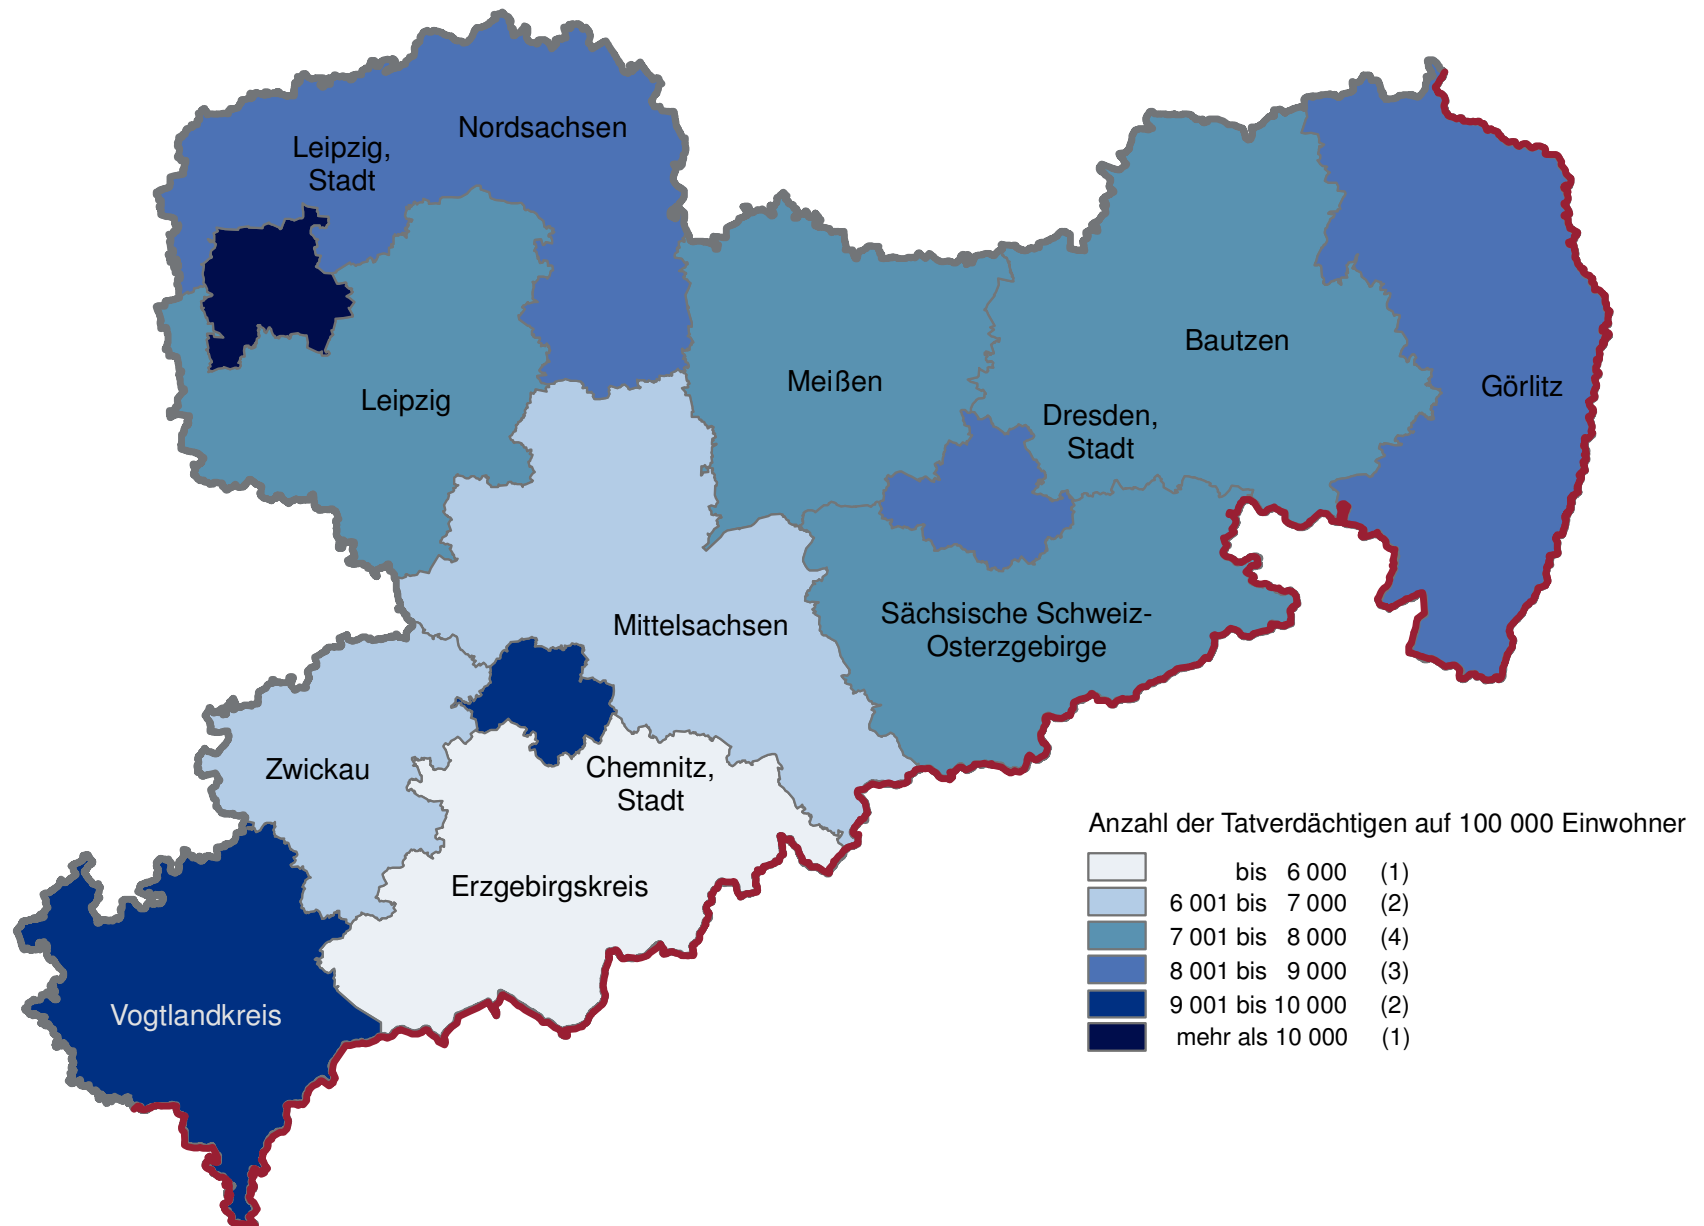 Nordsachsen
Leipzig,
Stadt
Leipzig
Meißen
Bautzen
Görlitz
Dresden,
Stadt
Mittelsachsen
Sächsische Schweiz-
Osterzgebirge
Zwickau
Chemnitz,
Stadt
Erzgebirgskreis
Vogtlandkreis
Anzahl der Tatverdächtigen auf 100 000 Einwohner
bis 6 000 (1)
6 001 bis 7 000 (2)
7 001 bis 8 000 (4)
8 001 bis 9 000 (3)
9 001 bis 10 000 (2)
mehr als 10 000 (1)